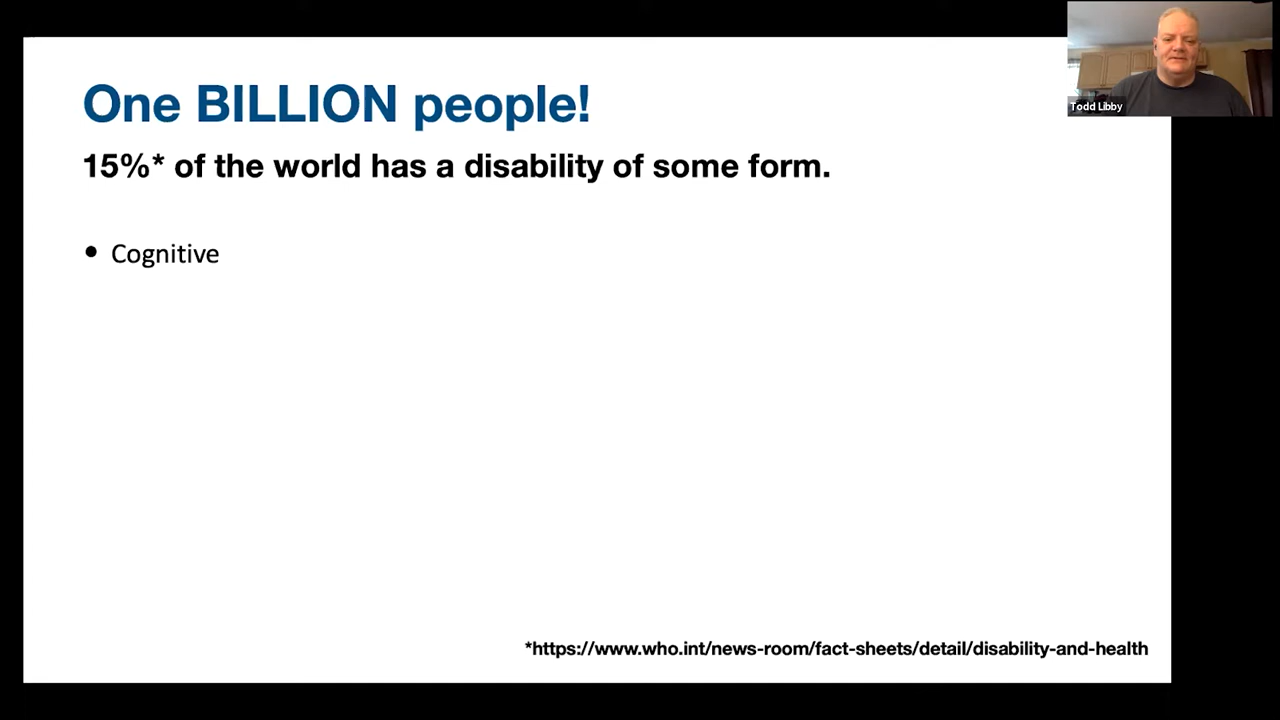 One BILLION people!
15%* of the world has a disability of some form.
• Cognitive
*https://www.who.int/news-room/fact-sheets/detail/disability-and-health
Todd Libby